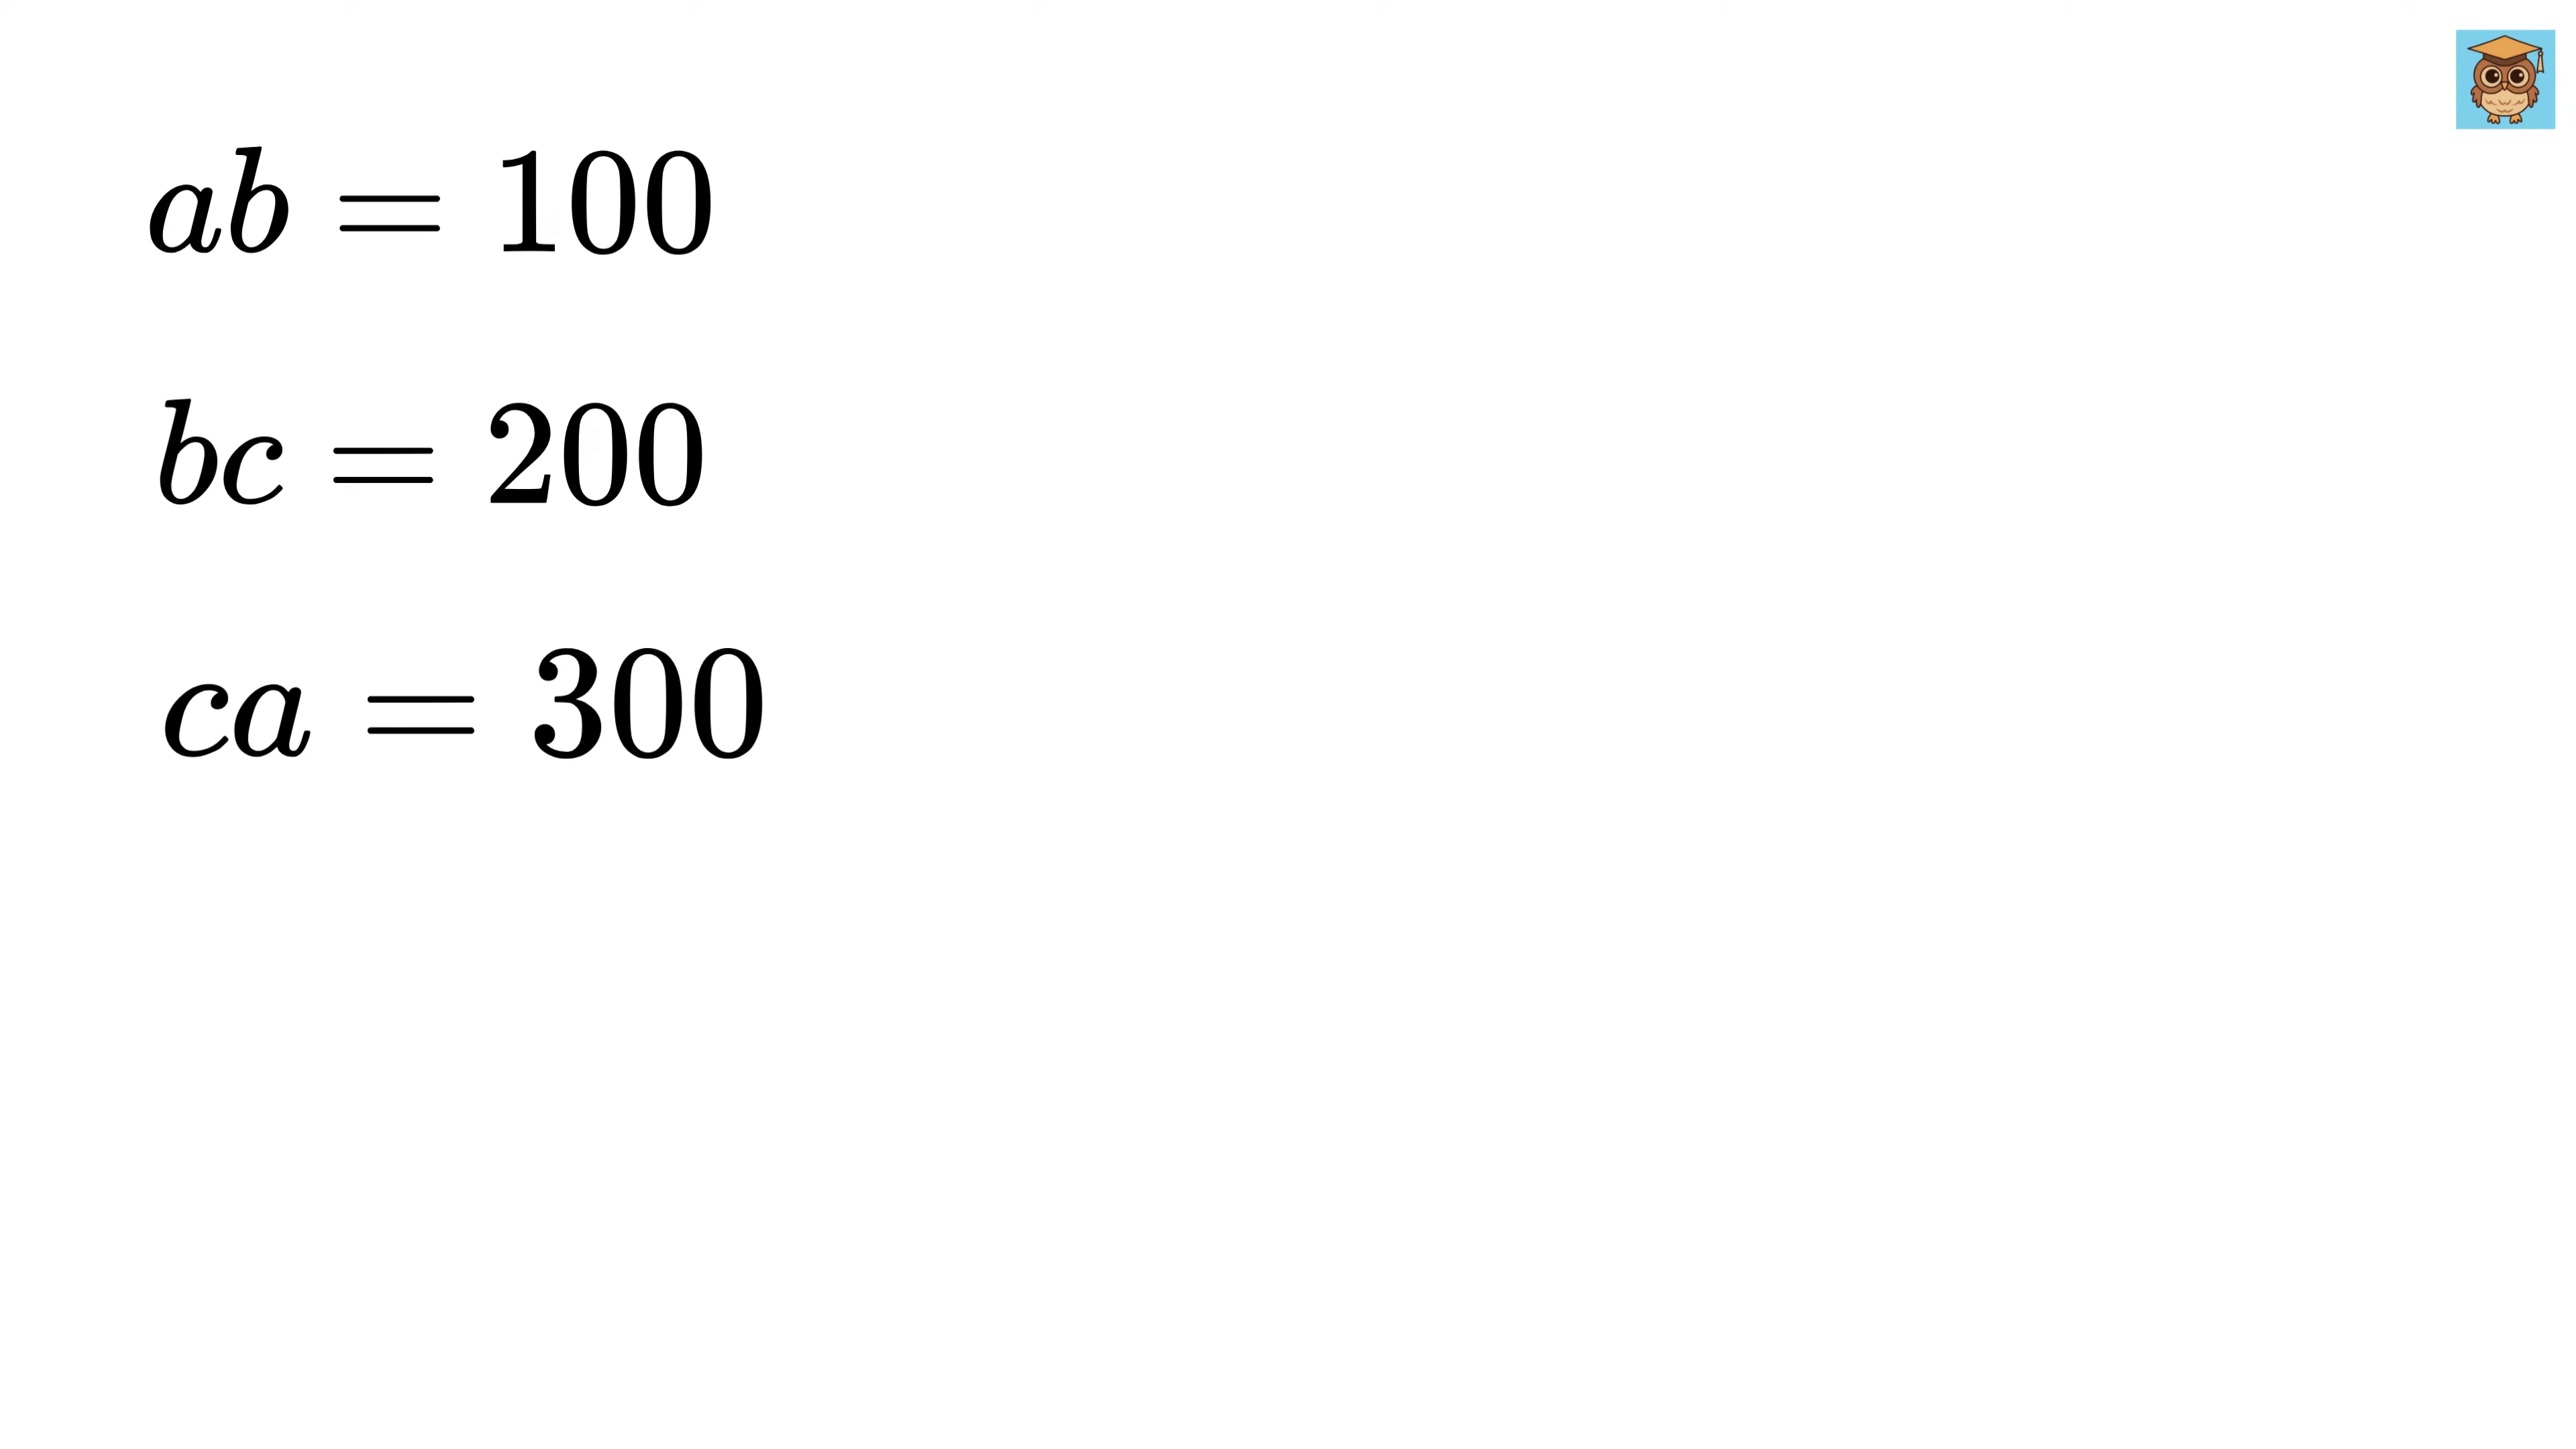 ab = 100
bc = 200
ca = 300